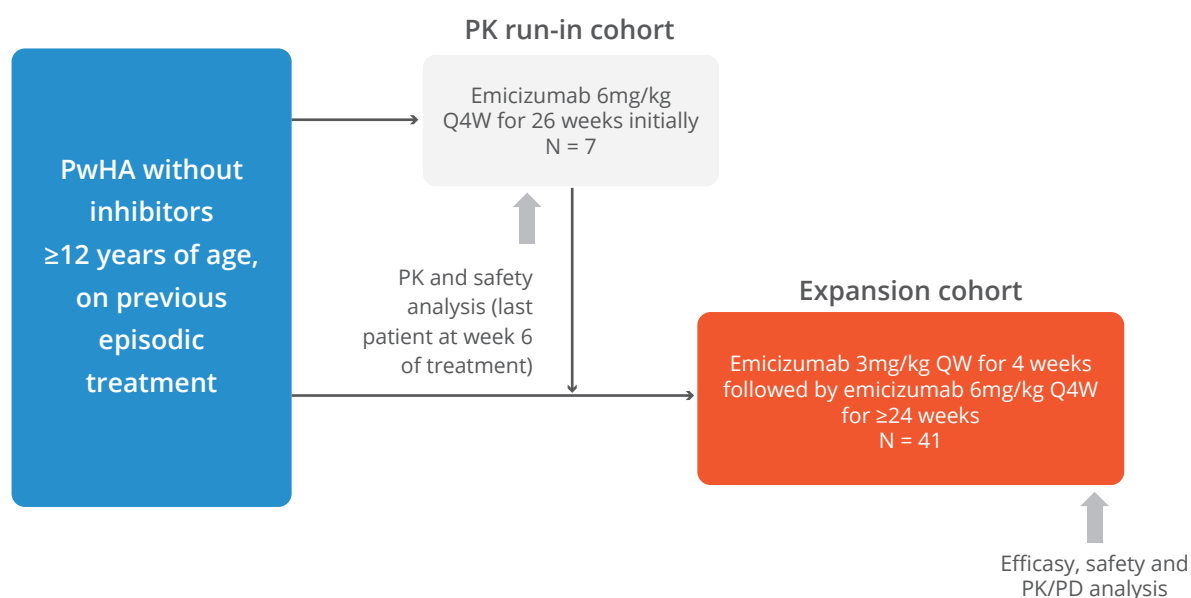 PK run-in cohort
Emicizumab 6mg/kg
Q4W for 26 weeks initially
N = 7
PwHA without
inhibitors
≥12 years of age,
on previous
episodic
treatment
PK and safety
analysis (last
patient at week 6
of treatment)
Expansion cohort
Emicizumab 3mg/kg QW for 4 weeks
followed by emicizumab 6mg/kg Q4W
for ≥24 weeks
N = 41
Efficasy, safety and
PK/PD analysis